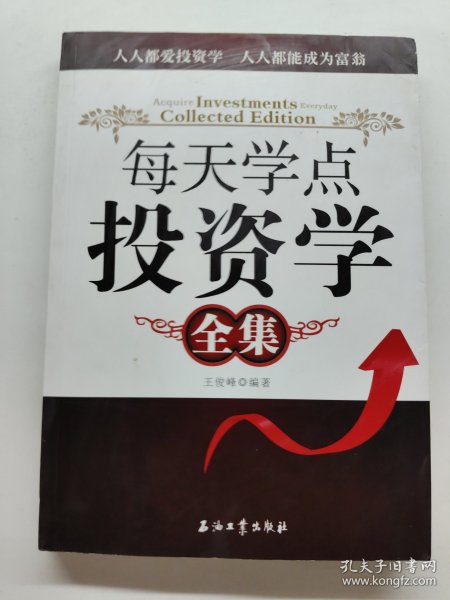 人人都爱投资学 人人都能成为富翁
Acquire Investments Everyday
Collected Edition
每天学点
投资学
全集
王俊峰◎编著
石油工业出版社
孔夫子旧书网
www.kongfz.com